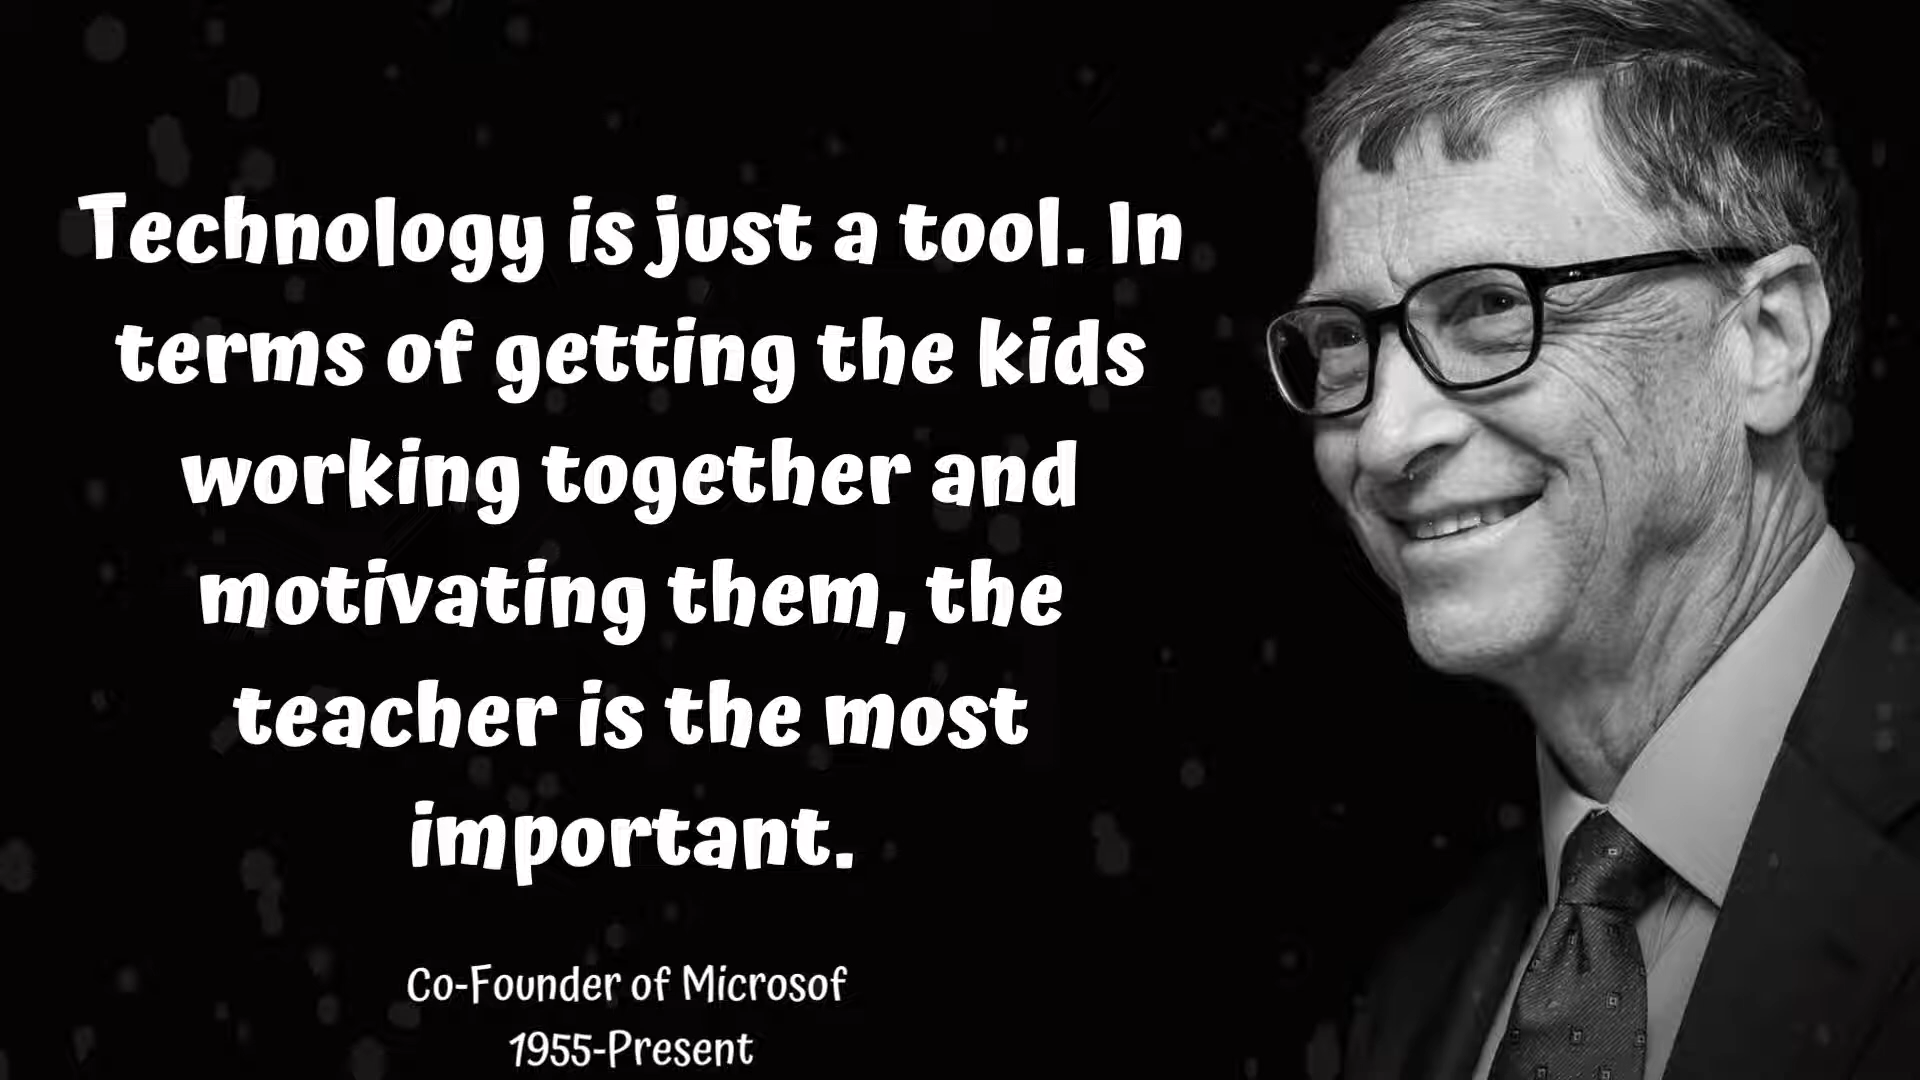 Technology is just a tool. In
terms of getting the kids
working together and
motivating them, the
teacher is the most
important.
Co-Founder of Microsof
1955-Present